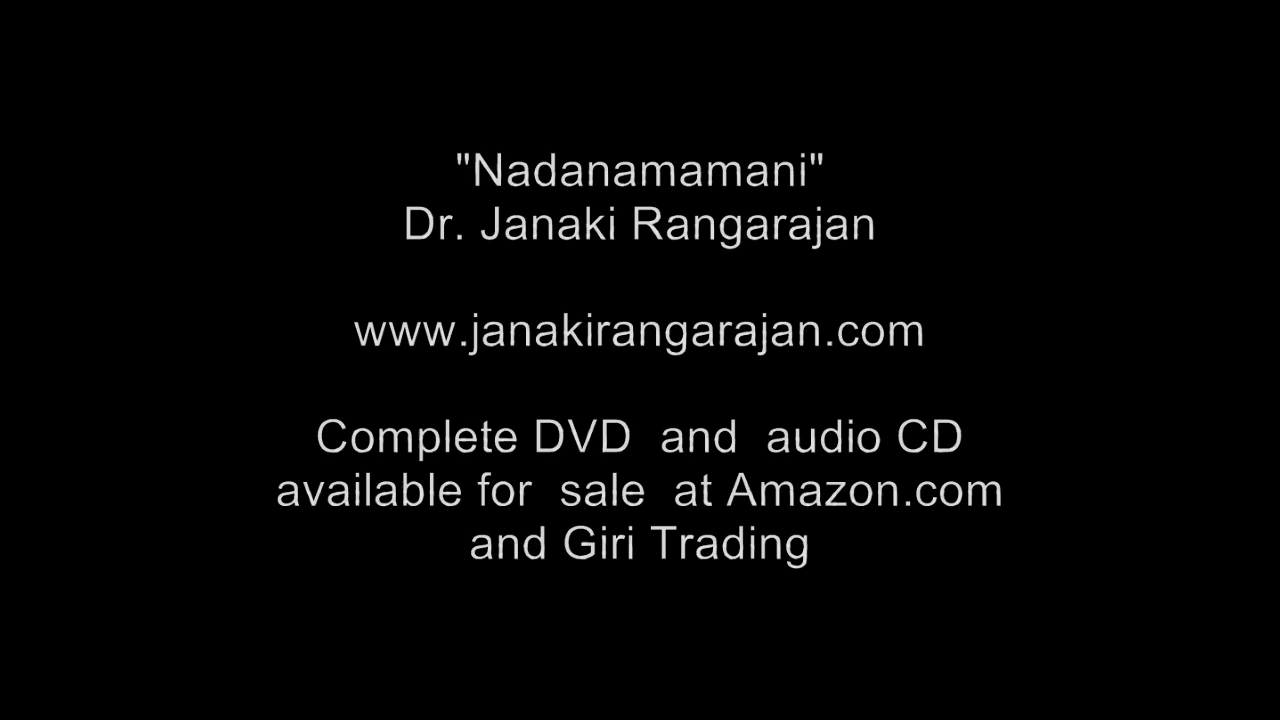 "Nadanamamani"
Dr. Janaki Rangarajan
www.janakirangarajan.com
Complete DVD  and  audio CD
available for  sale  at Amazon.com
and Giri Trading